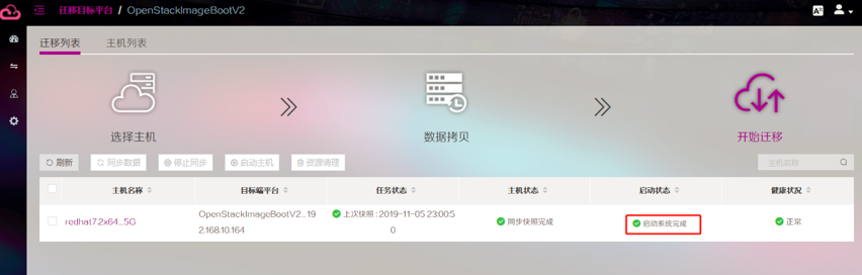 迁移目标平台 / OpenStackImageBootV2
迁移列表 主机列表
选择主机 数据拷贝 开始迁移
刷新 同步数据 停止同步 启动主机 资源清理 主机名称
主机名称 目标端平台 任务状态 主机状态 启动状态 健康状况
redhat7.2x64...5G OpenStackImageBootV2...19 上次快照 : 2019-11-05 23:00:5 同步快照完成 启动系统完成 正常
2.168.10.164 0